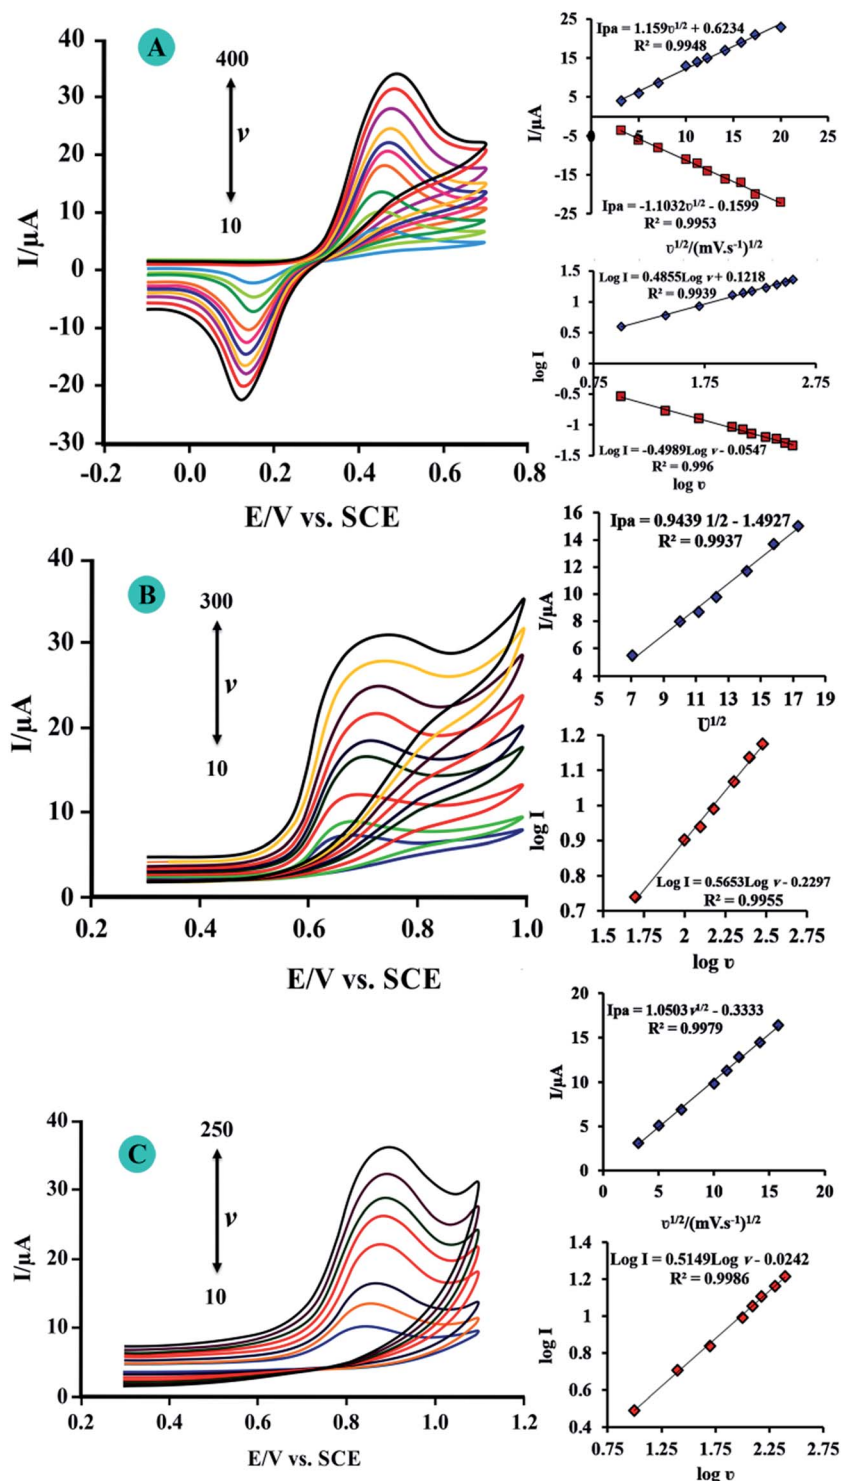 A
400
ν
10
40
30
20
10
0
-10
-20
-30
I/µA
-0.2
0.0
0.2
0.4
0.6
0.8
E/V vs. SCE
25
15
5
-5
-15
-25
I/µA
Ipa = 1.159υ1/2 + 0.6234
R² = 0.9948
0
5
10
15
20
25
Ipa = -1.1032υ1/2 - 0.1599
R² = 0.9953
υ1/2/(mV.s-1)1/2
1.5
1
0.5
0
-0.5
-1
-1.5
log I
Log I = 0.4855Log ν + 0.1218
R² = 0.9939
0.75
1.75
2.75
Log I = -0.4989Log ν - 0.0547
R² = 0.996
log υ
B
300
ν
10
40
30
20
10
0
I/µA
0.2
0.4
0.6
0.8
1.0
E/V vs. SCE
16
14
12
10
8
6
4
I/µA
Ipa = 0.9439 1/2 - 1.4927
R² = 0.9937
5
7
9
11
13
15
17
19
Ʋ1/2
1.2
1.1
1
0.9
0.8
0.7
log I
Log I = 0.5653Log ν - 0.2297
R² = 0.9955
1.5
1.75
2
2.25
2.5
2.75
log υ
C
250
ν
10
40
30
20
10
0
I/µA
0.2
0.4
0.6
0.8
1.0
1.2
E/V vs. SCE
20
15
10
5
0
I/µA
Ipa = 1.0503ν1/2 - 0.3333
R² = 0.9979
0
5
10
15
20
υ1/2/(mV.s-1)1/2
1.4
1.2
1
0.8
0.6
0.4
log I
Log I = 0.5149Log ν - 0.0242
R² = 0.9986
0.75
1.25
1.75
2.25
2.75
log υ